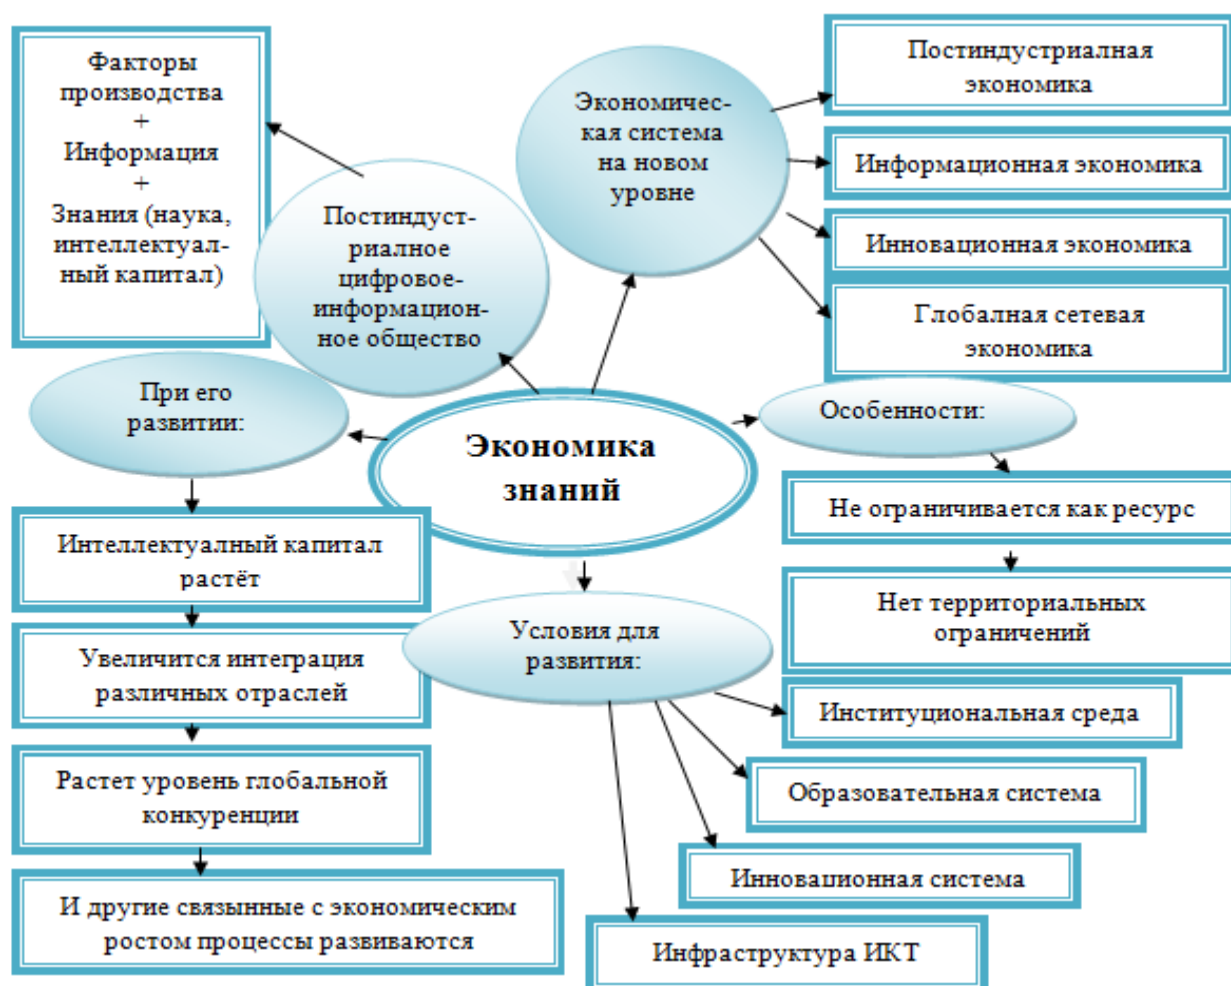 Факторы
производства
+
Информация
+
Знания (наука,
интеллектуал-
лный капитал)
Постиндуст-
риалное
цифровое-
информацион-
ное общество
Экономичес-
кая система
на новом
уровне
Постиндустриалная
экономика
Информационная экономика
Инновационная экономика
Глобалная сетевая
экономика
При его
развитии:
Экономика
знаний
Особенности:
Интеллектуалный капитал
растёт
Увеличится интеграция
различных отраслей
Растет уровень глобальной
конкуренции
И другие связынные с экономическим
ростом процессы развиваются
Не ограничивается как ресурс
Нет территориальных
ограничений
Условия для
развития:
Институциональная среда
Образовательная система
Инновационная система
Инфраструктура ИКТ